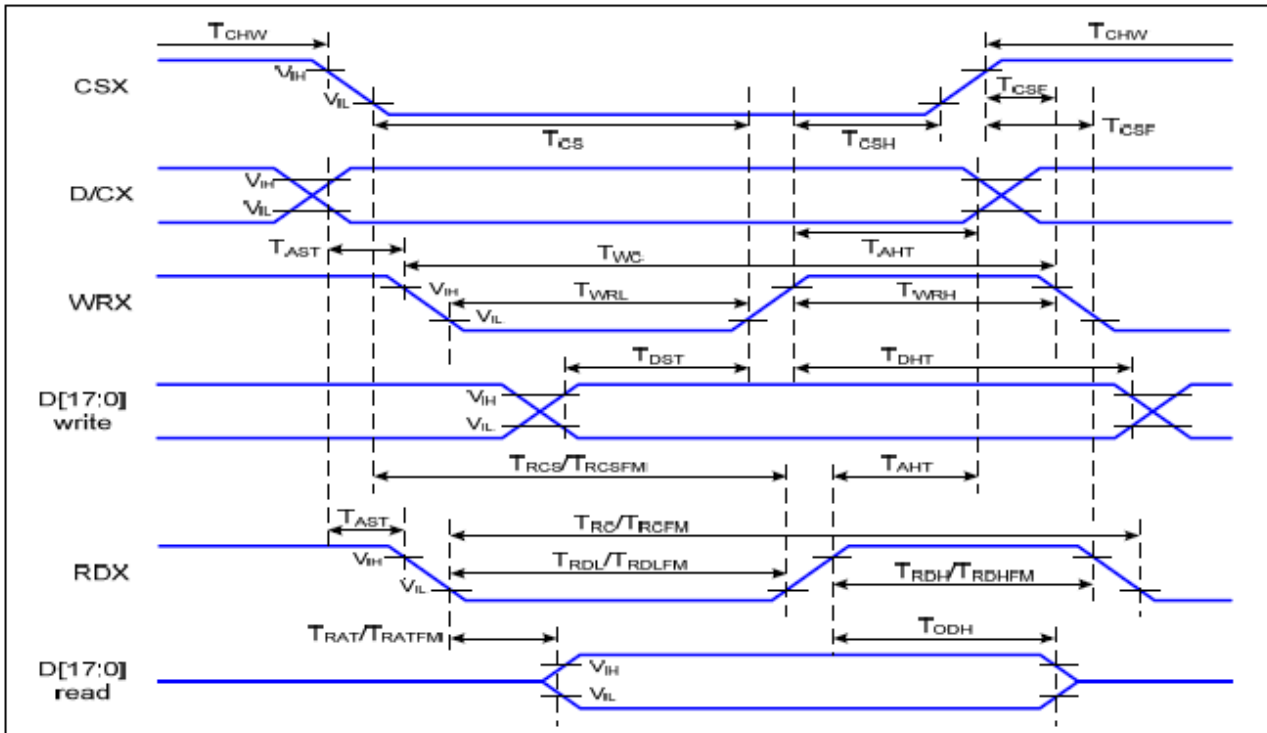 TCHW TCHW
CSX VIH TCSF
VIL TCSF
TCS TCSH
D/CX VIH
VIL
TAST TWC TAHT
WRX VIH TWRL TWRH
VIL
TDST TDHT
D[17:0] VIH
write VIL
TRCS/TRCSFM TAHT
TAST TRC/TRCFM
RDX VIH TRDL/TRDLFM TRDH/TRDHFM
VIL
TRAT/TRATFM TODH
D[17:0] VIH
read VIL